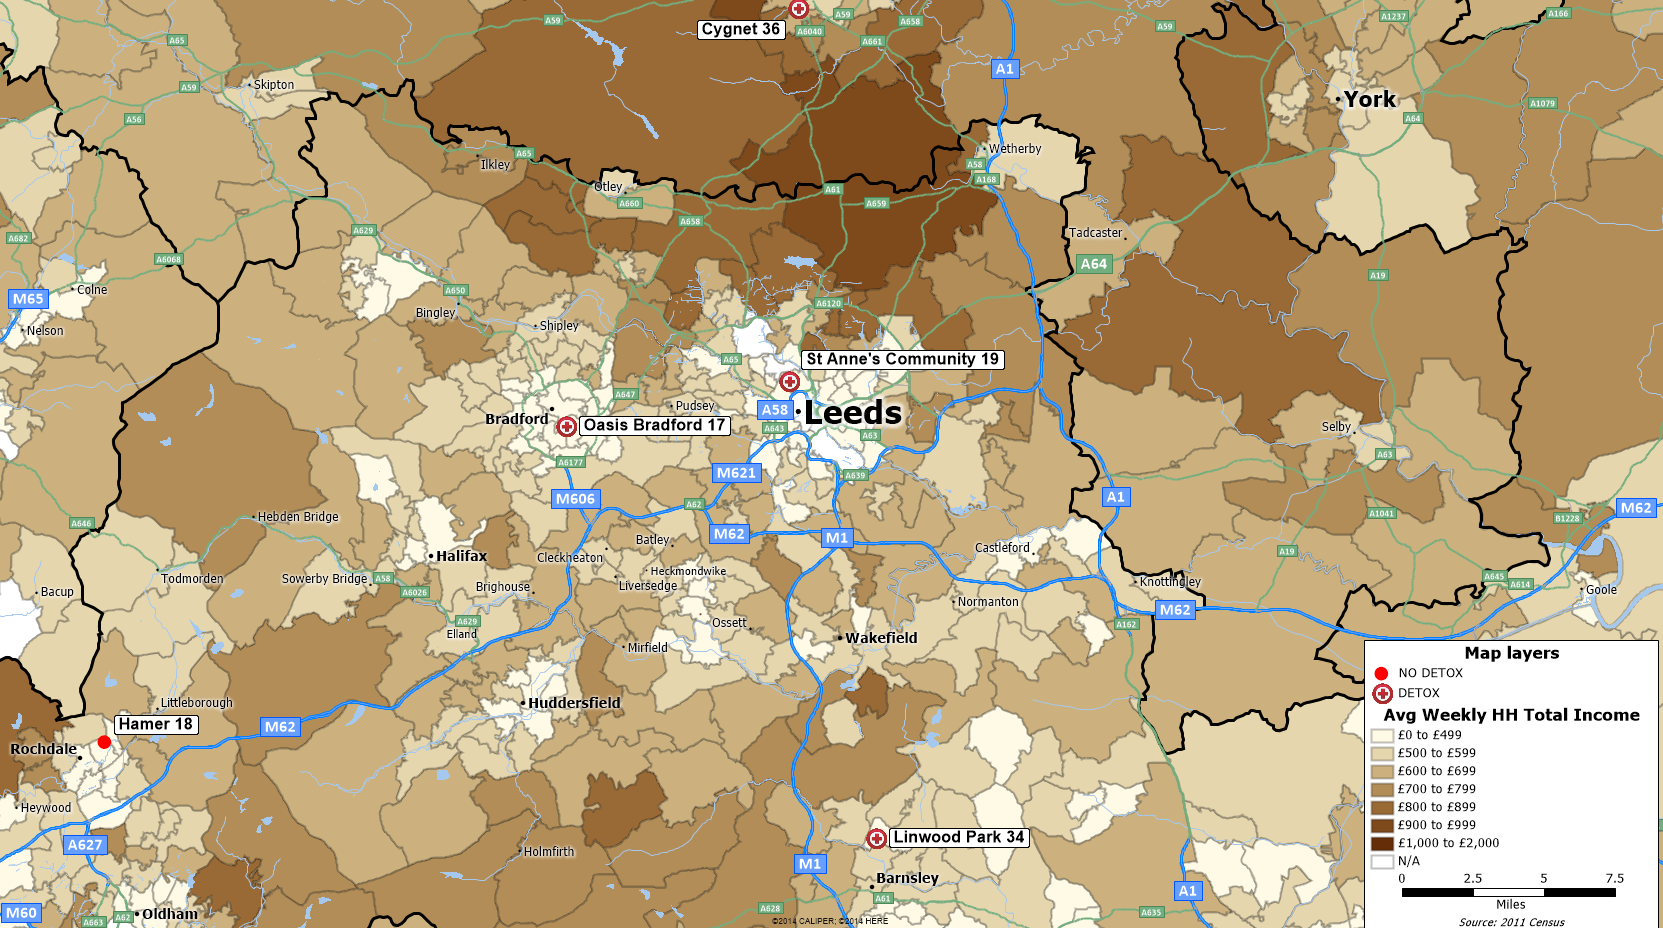 Cygnet 36
A59
A6040
A59
A658
A661
A1
A59
A1237
A166
A65
A59
Skipton
A56
York
A1079
A64
Wetherby
A58
A168
A65
Ilkley
Otley
A660
A61
A659
A658
A682
A6068
A629
Tadcaster
A64
A19
M65
Colne
Nelson
A650
Bingley
Shipley
A6120
A65
St Anne's Community 19
A647
Pudsey
A58
Leeds
Bradford
Oasis Bradford 17
A643
A63
Selby
A63
A6177
M621
A639
M606
A62
A1
M62
B1228
A1041
A646
Hebden Bridge
M62
M1
Batley
Castleford
A19
Halifax
Cleckheaton
Heckmondwike
Liversedge
Todmorden
Sowerby Bridge
A58
A6026
Brighouse
Knottingley
A645
A614
Goole
Bacup
Normanton
M62
A162
A629
Elland
Ossett
Wakefield
Mirfield
Littleborough
Huddersfield
Hamer 18
M62
Rochdale
Heywood
A627
Holmfirth
Linwood Park 34
M1
Barnsley
A61
A628
A635
A1
M60
A663
A62
Oldham
©2014 CALIPER; ©2014 HERE
Map layers
NO DETOX
DETOX
Avg Weekly HH Total Income
£0 to £499
£500 to £599
£600 to £699
£700 to £799
£800 to £899
£900 to £999
£1,000 to £2,000
N/A
0 2.5 5 7.5
Miles
Source: 2011 Census